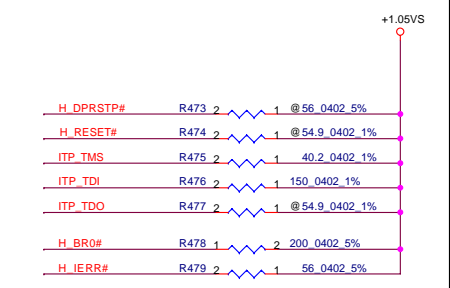 +1.05VS
H_DPRSTP# R473 2 1 @56_0402_5%
H_RESET# R474 2 1 @54.9_0402_1%
ITP_TMS R475 2 1 40.2_0402_1%
ITP_TDI R476 2 1 150_0402_1%
ITP_TDO R477 2 1 @54.9_0402_1%
H_BR0# R478 1 2 200_0402_5%
H_IERR# R479 2 1 56_0402_5%